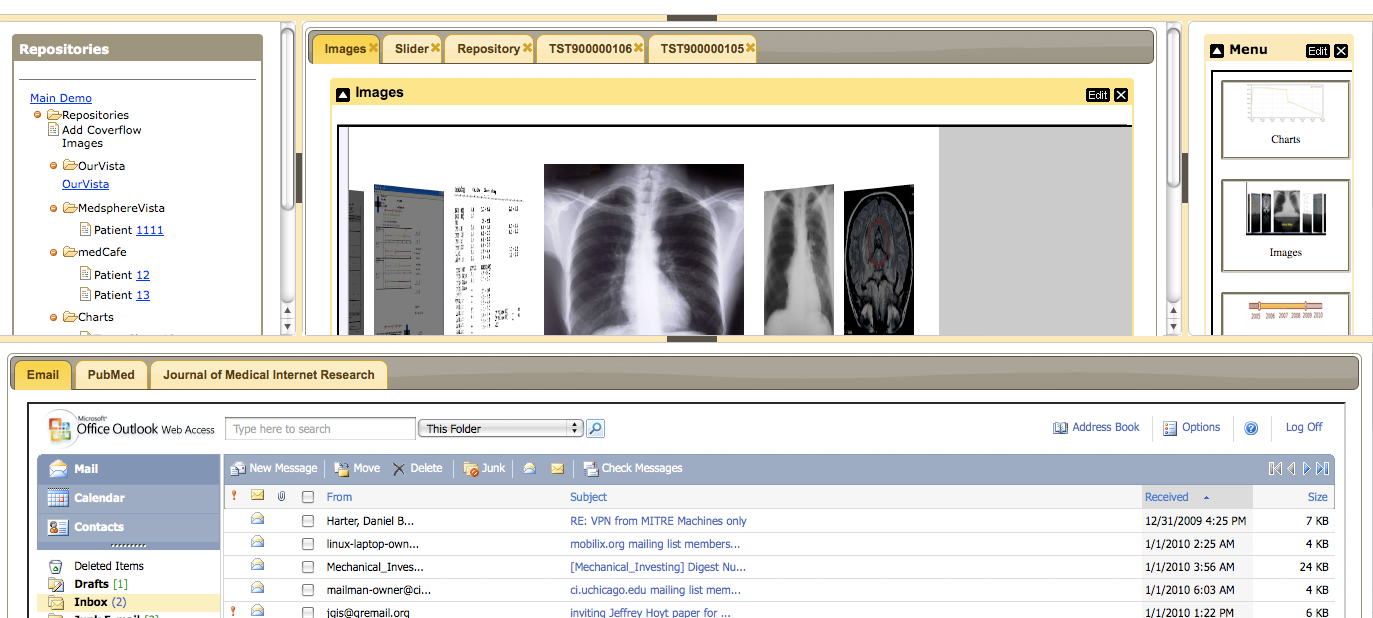 Repositories
Main Demo
Repositories
Add Coverflow
Images
OurVista
OurVista
MedsphereVista
Patient 1111
medCafe
Patient 12
Patient 13
Charts
Images Slider Repository TST900000106 TST900000105
Images Edit
Menu Edit
Charts
Images
2005 2006 2007 2008 2009 2010
Email PubMed Journal of Medical Internet Research
Microsoft®
Office Outlook Web Access
Type here to search This Folder Address Book Options Log Off
Mail
Calendar
Contacts
Deleted Items
Drafts [1]
Inbox (2)
New Message Move Delete Junk Check Messages
From Subject Received Size
Harter, Daniel B... RE: VPN from MITRE Machines only 12/31/2009 4:25 PM 7 KB
linux-laptop-own... mobilix.org mailing list members... 1/1/2010 2:25 AM 4 KB
Mechanical_Inves... [Mechanical_Investing] Digest Nu... 1/1/2010 3:56 AM 24 KB
mailman-owner@ci... ci.uchicago.edu mailing list mem... 1/1/2010 6:03 AM 4 KB
jgis@gremail.org inviting Jeffrey Hoyt paper for ... 1/1/2010 1:22 PM 6 KB